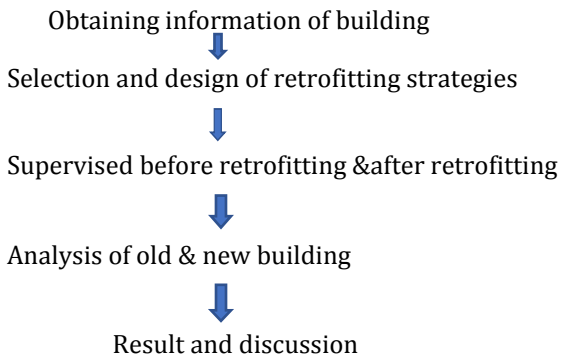 Obtaining information of building
Selection and design of retrofitting strategies
Supervised before retrofitting &after retrofitting
Analysis of old & new building
Result and discussion